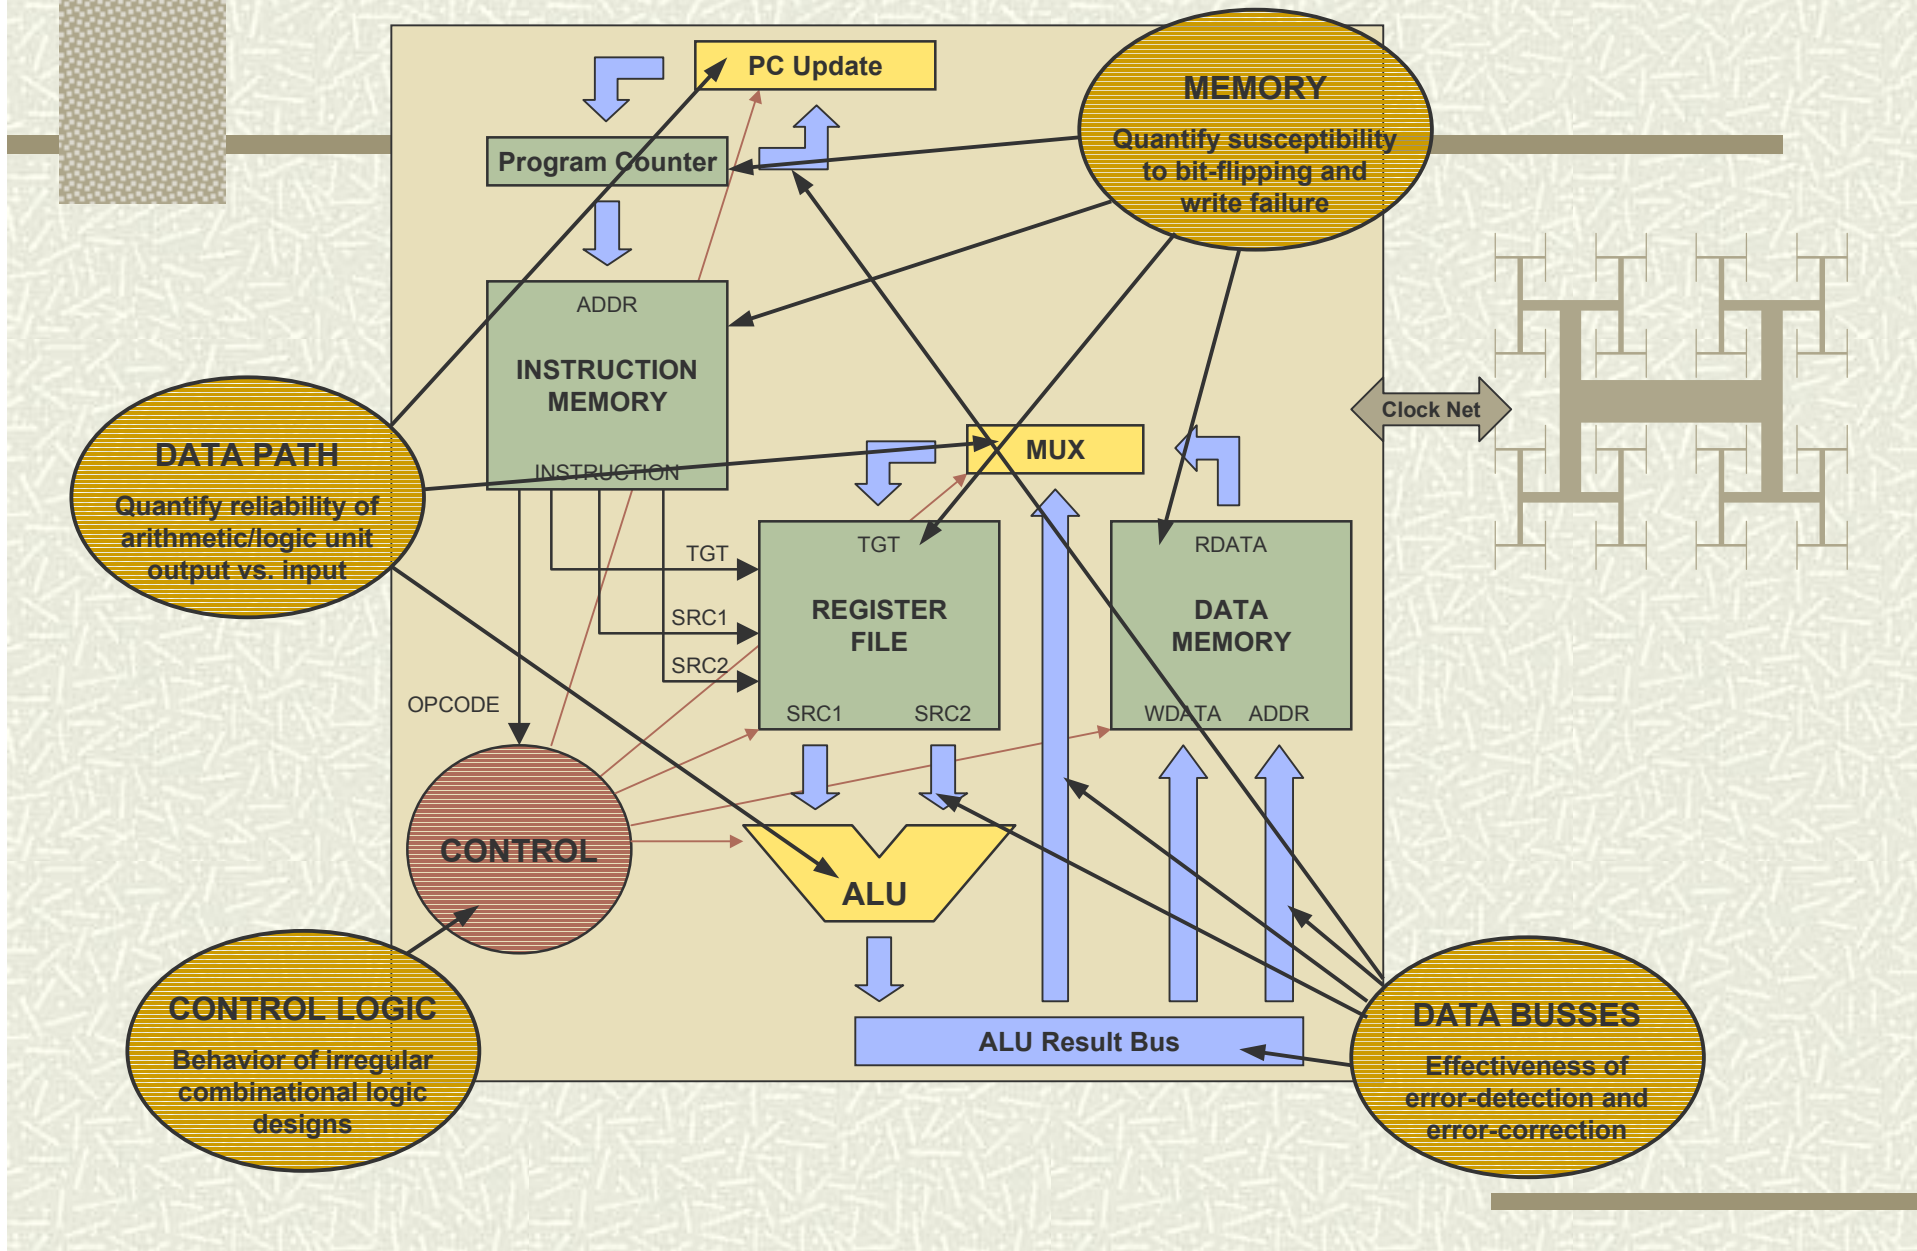 PC Update
MEMORY
Quantify susceptibility
to bit-flipping and
write failure
Program Counter
ADDR
INSTRUCTION
MEMORY
INSTRUCTION
Clock Net
DATA PATH
Quantify reliability of
arithmetic/logic unit
output vs. input
MUX
TGT
SRC1
SRC2
OPCODE
TGT
REGISTER
FILE
SRC1 SRC2
RDATA
DATA
MEMORY
WDATA ADDR
CONTROL
ALU
CONTROL LOGIC
Behavior of irregular
combinational logic
designs
ALU Result Bus
DATA BUSSES
Effectiveness of
error-detection and
error-correction